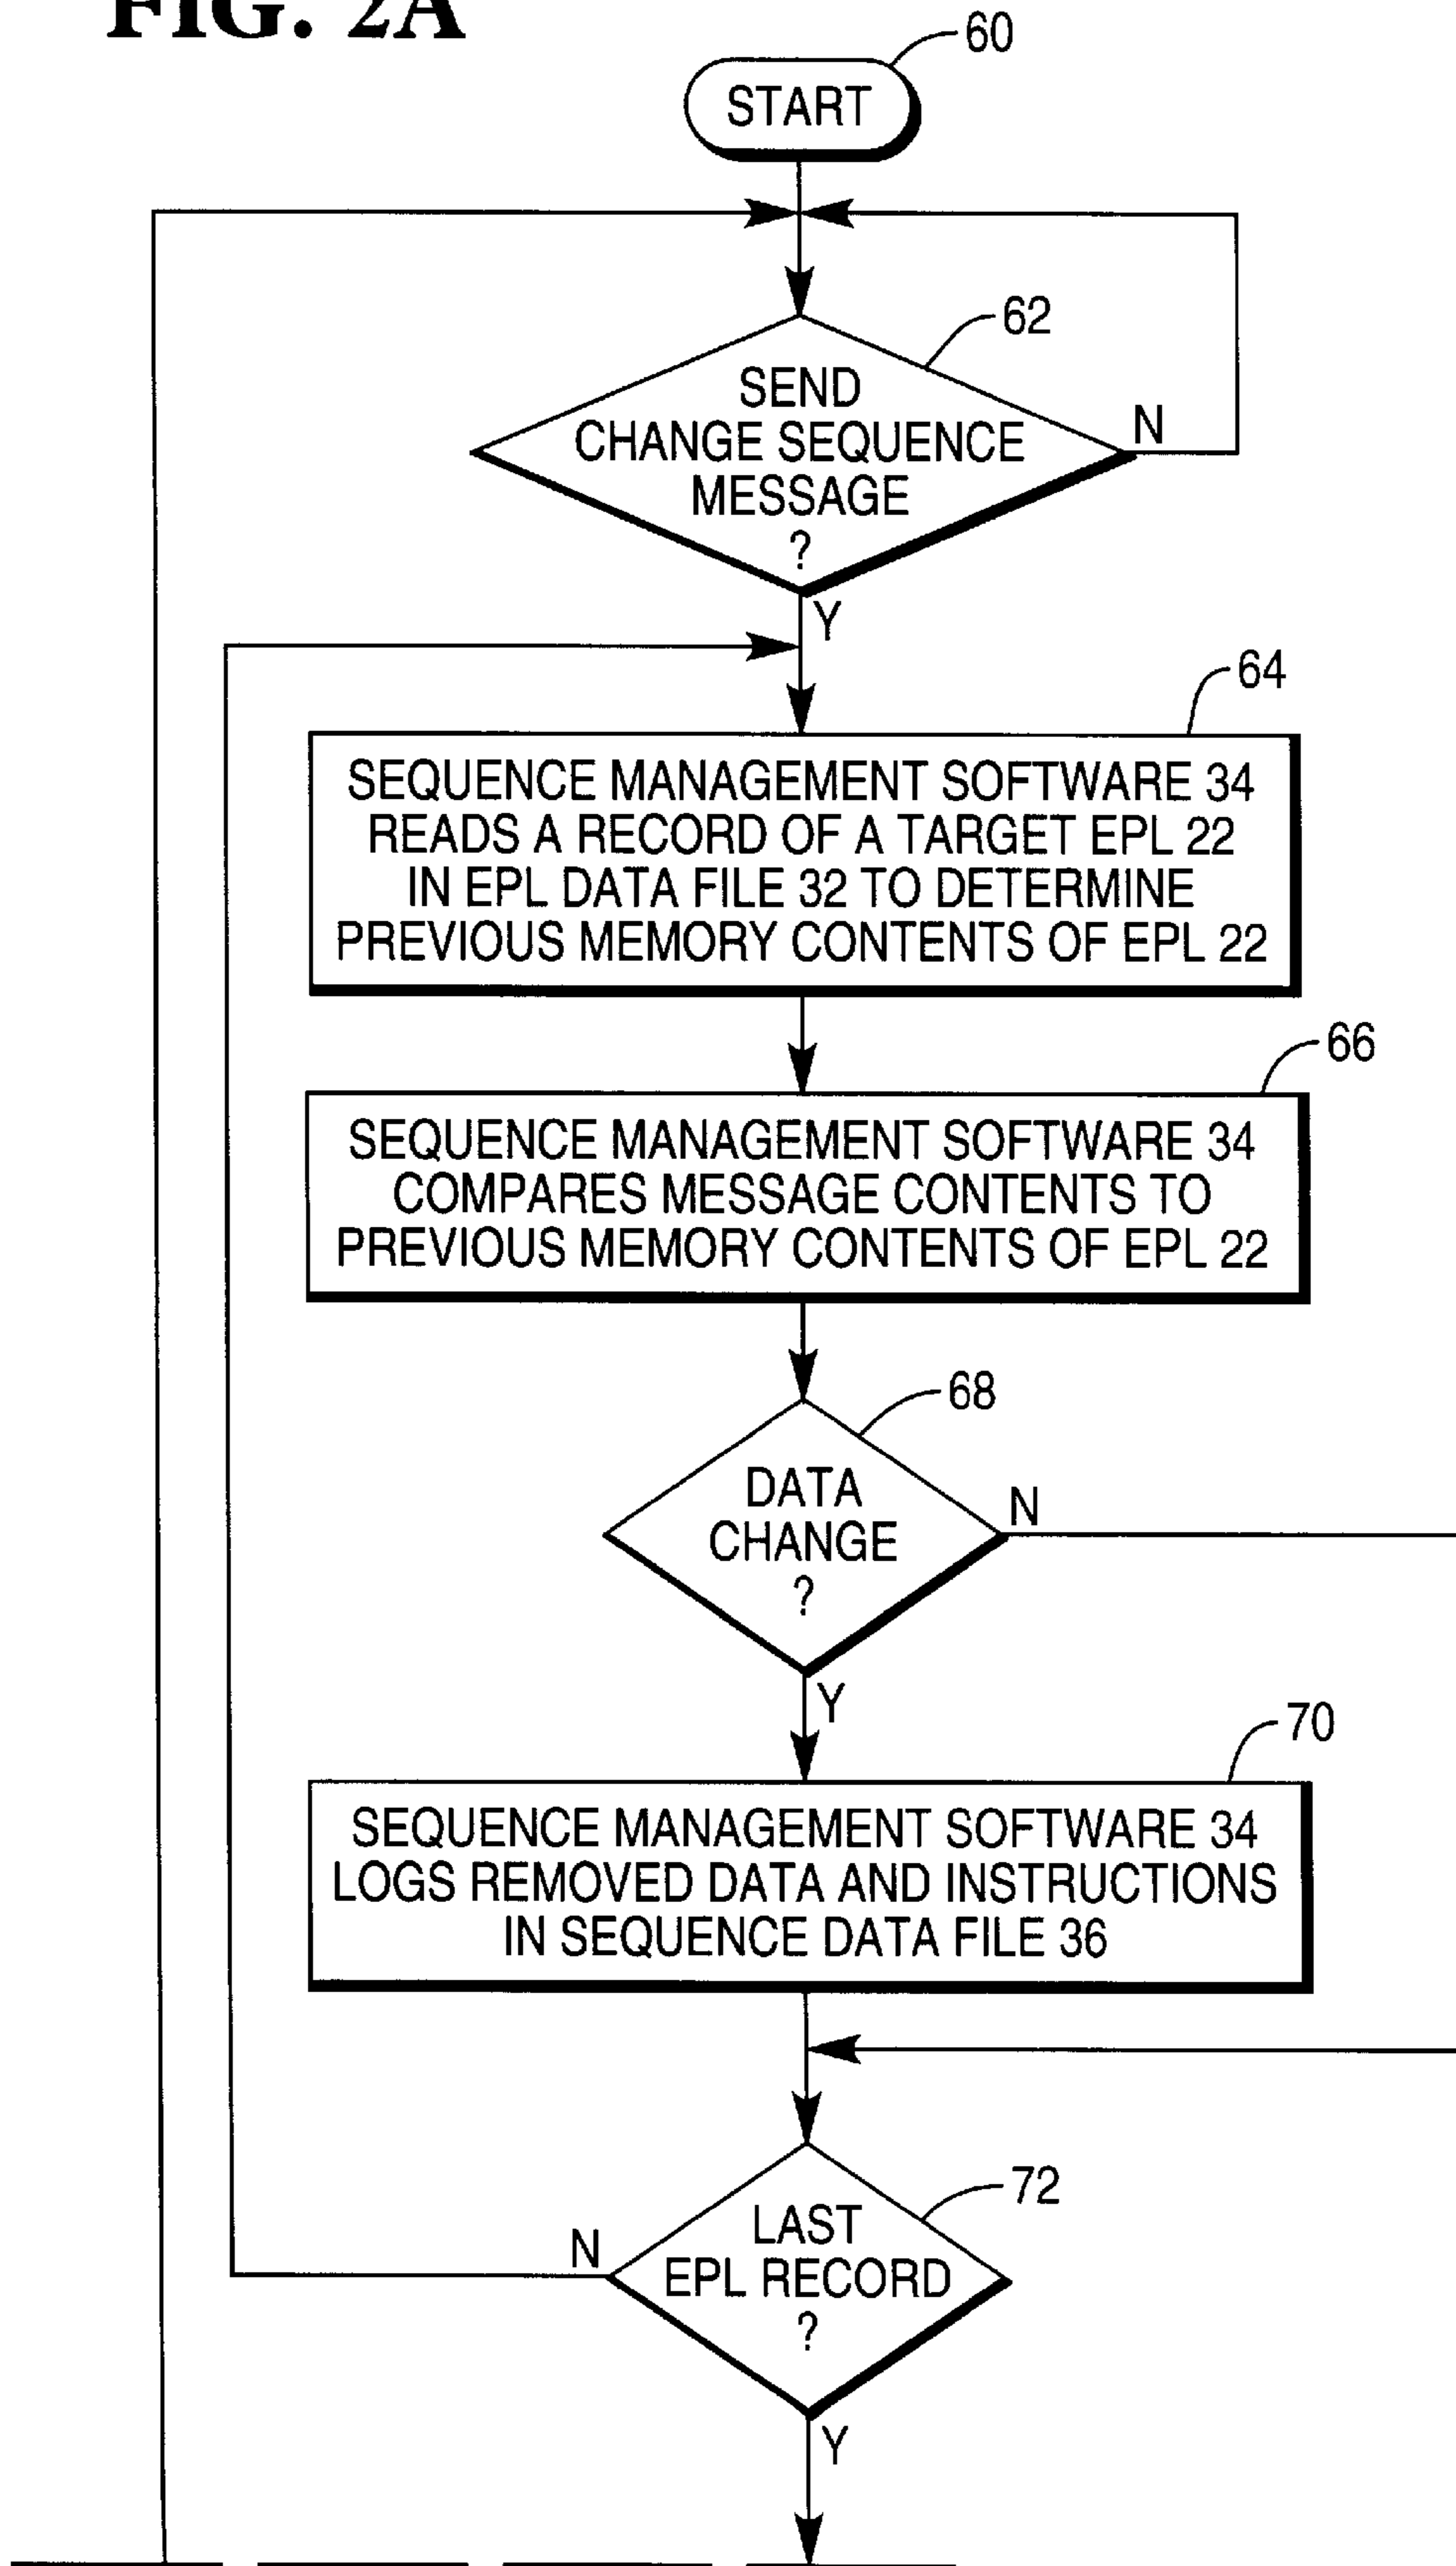 FIG. 2A
60
START
62
SEND
CHANGE SEQUENCE
MESSAGE
?
N
Y
64
SEQUENCE MANAGEMENT SOFTWARE 34
READS A RECORD OF A TARGET EPL 22
IN EPL DATA FILE 32 TO DETERMINE
PREVIOUS MEMORY CONTENTS OF EPL 22
66
SEQUENCE MANAGEMENT SOFTWARE 34
COMPARES MESSAGE CONTENTS TO
PREVIOUS MEMORY CONTENTS OF EPL 22
68
DATA
CHANGE
?
N
Y
70
SEQUENCE MANAGEMENT SOFTWARE 34
LOGS REMOVED DATA AND INSTRUCTIONS
IN SEQUENCE DATA FILE 36
72
LAST
EPL RECORD
?
N
Y